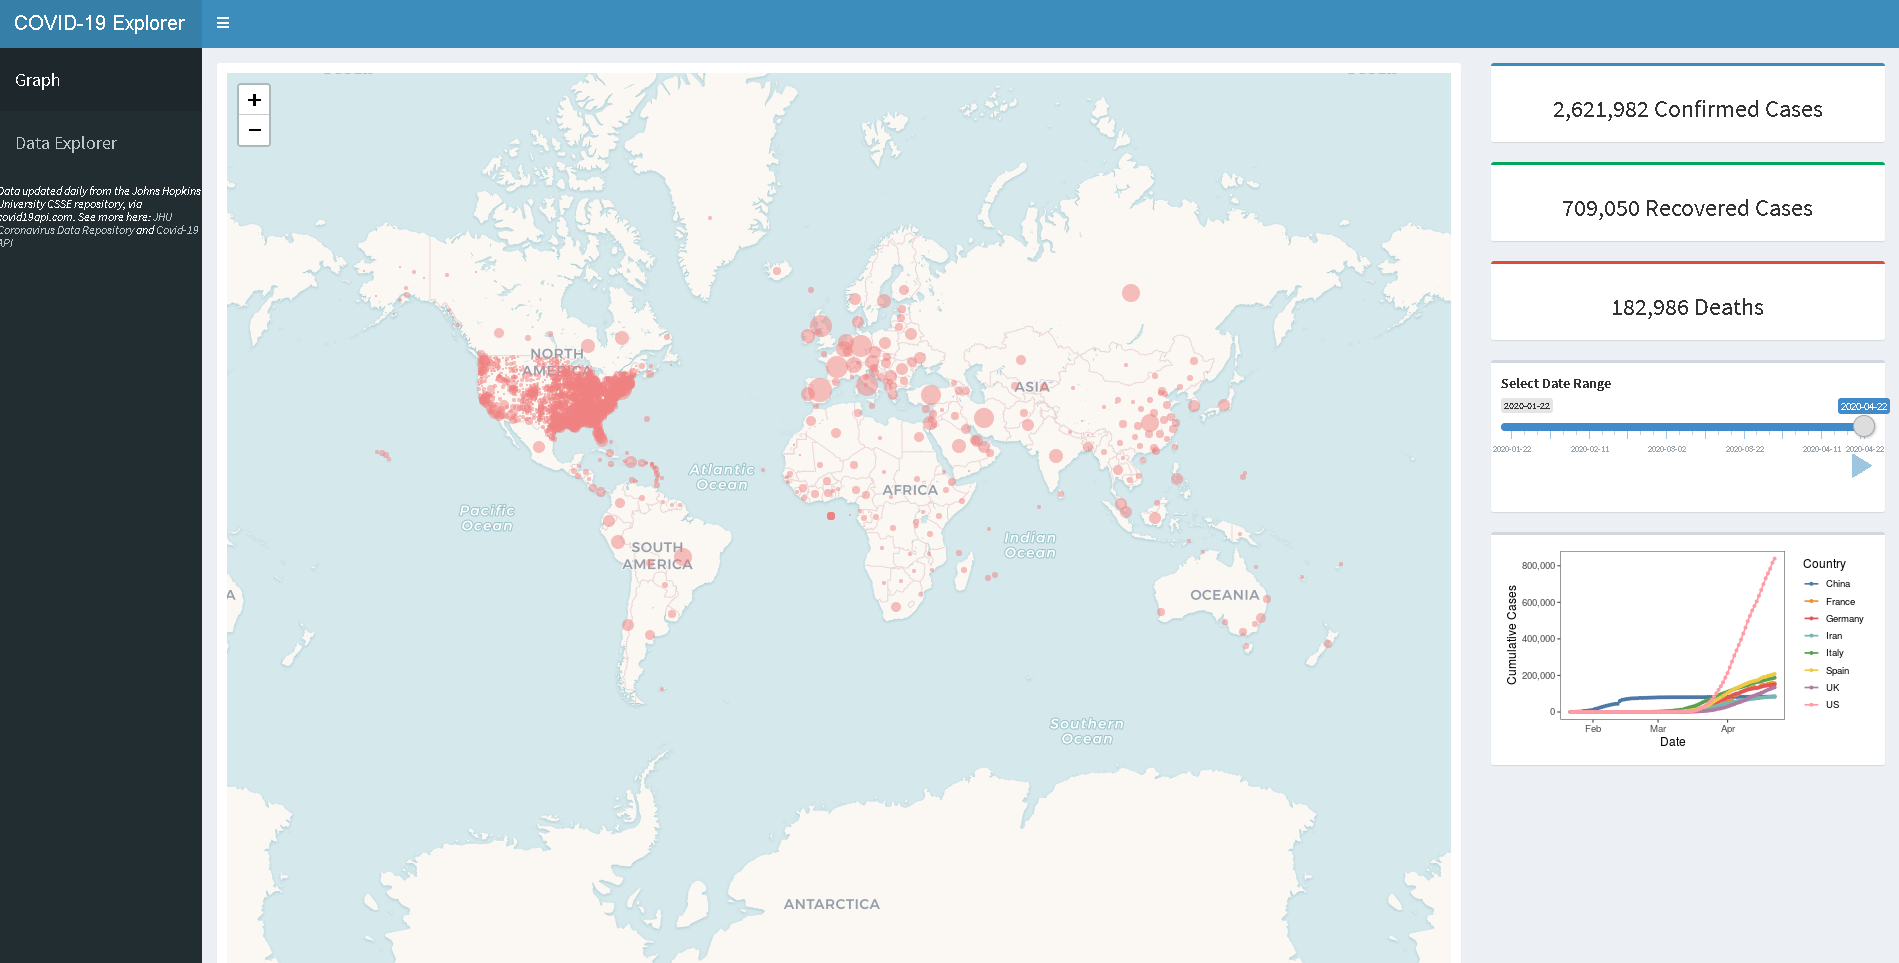 COVID-19 Explorer
Graph
Data Explorer
Data updated daily from the Johns Hopkins
University CSSE repository, via
covid19api.com. See more here: JHU
Coronavirus Data Repository and Covid-19
API
+
−
NORTH
AMERICA
ASIA
Atlantic
Ocean
AFRICA
Pacific
Ocean
Indian
Ocean
SOUTH
AMERICA
A
OCEANIA
Southern
Ocean
ANTARCTICA
2,621,982 Confirmed Cases
709,050 Recovered Cases
182,986 Deaths
Select Date Range
2020-01-22
2020-04-22
2020-01-22 2020-02-11 2020-03-02 2020-03-22 2020-04-11 2020-04-22
Cumulative Cases
800,000
600,000
400,000
200,000
0
Feb Mar Apr
Date
Country
China
France
Germany
Iran
Italy
Spain
UK
US